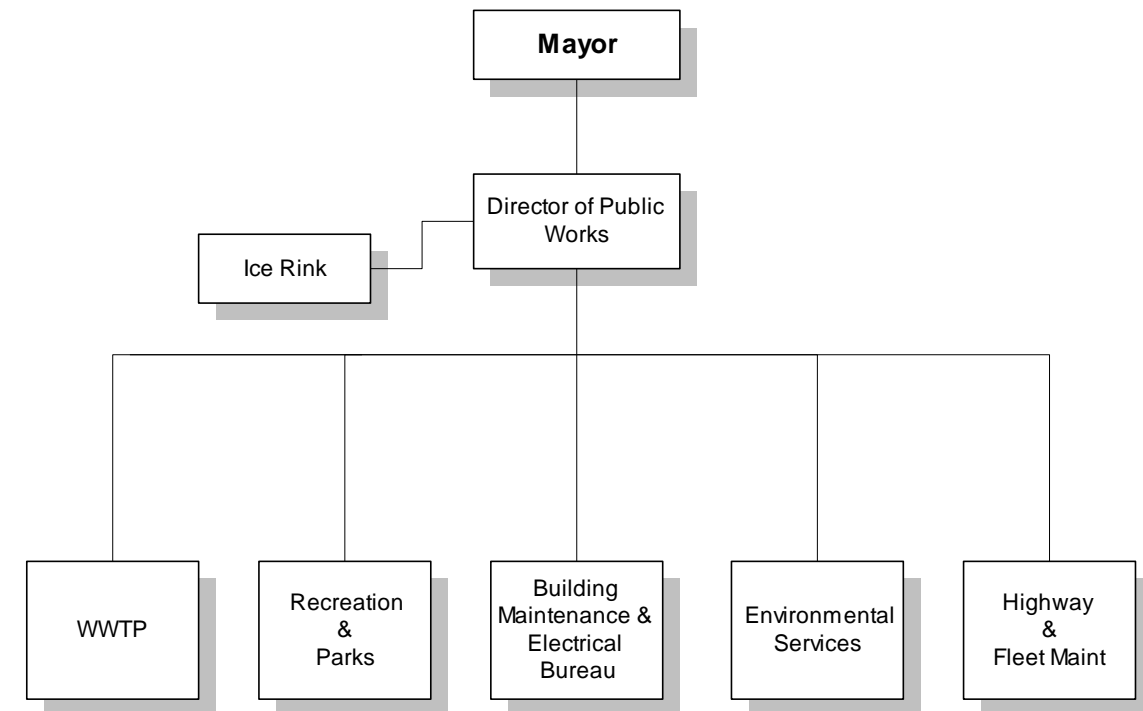 Mayor
Director of Public
Works
Ice Rink
WWTP
Recreation
&
Parks
Building
Maintenance &
Electrical
Bureau
Environmental
Services
Highway
&
Fleet Maint